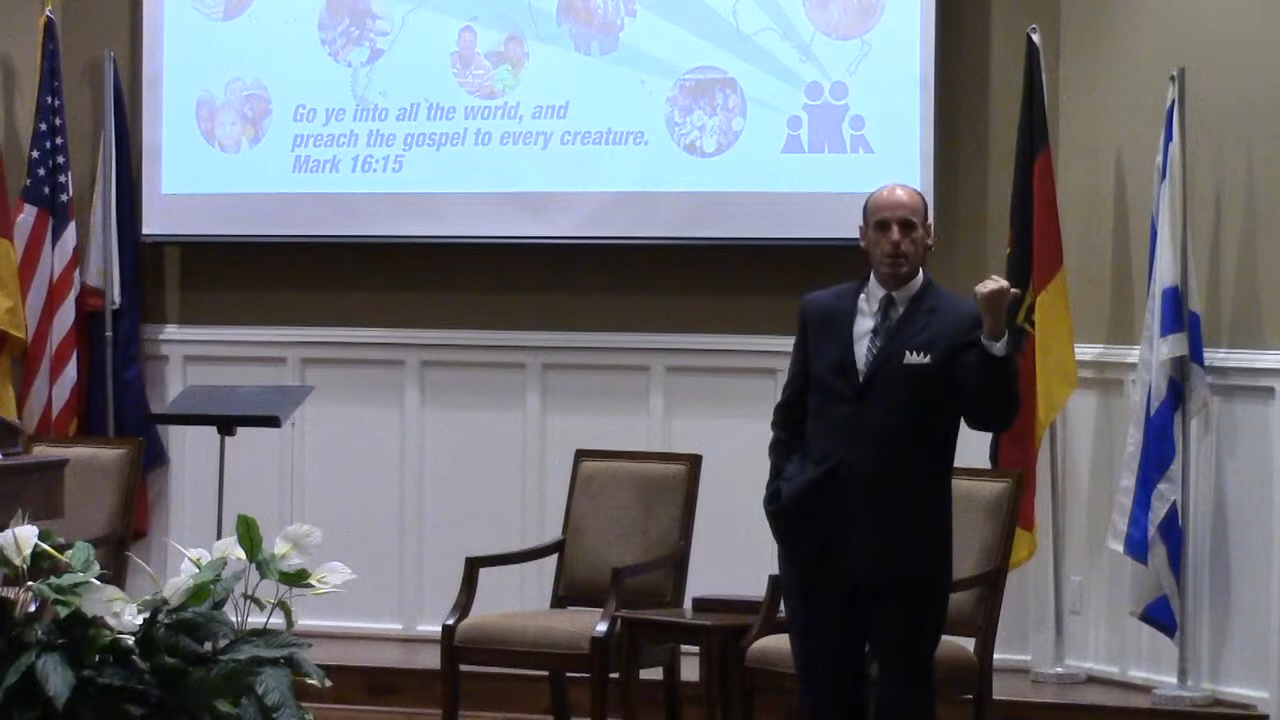 Go ye into all the world, and
preach the gospel to every creature.
Mark 16:15